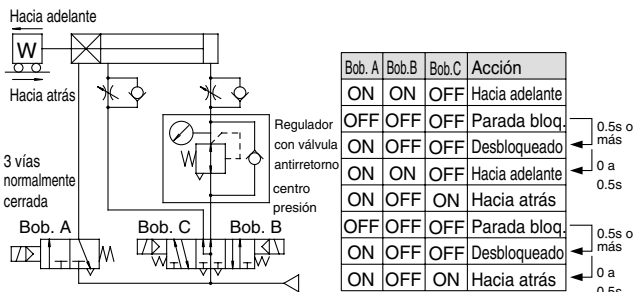 Hacia adelante
W
Hacia atrás
Regulador
con válvula
antirretorno
centro
presión
3 vías
normalmente
cerrada
Bob. A
Bob. C
Bob. B
Bob. A Bob.B Bob.C Acción
ON ON OFF Hacia adelante
OFF OFF OFF Parada bloq.
ON OFF OFF Desbloqueado
ON ON OFF Hacia adelante
ON OFF ON Hacia atrás
OFF OFF OFF Parada bloq.
ON OFF OFF Desbloqueado
ON OFF ON Hacia atrás
0.5s o
más
0 a
0.5s
0.5s o
más
0 a
0.5s